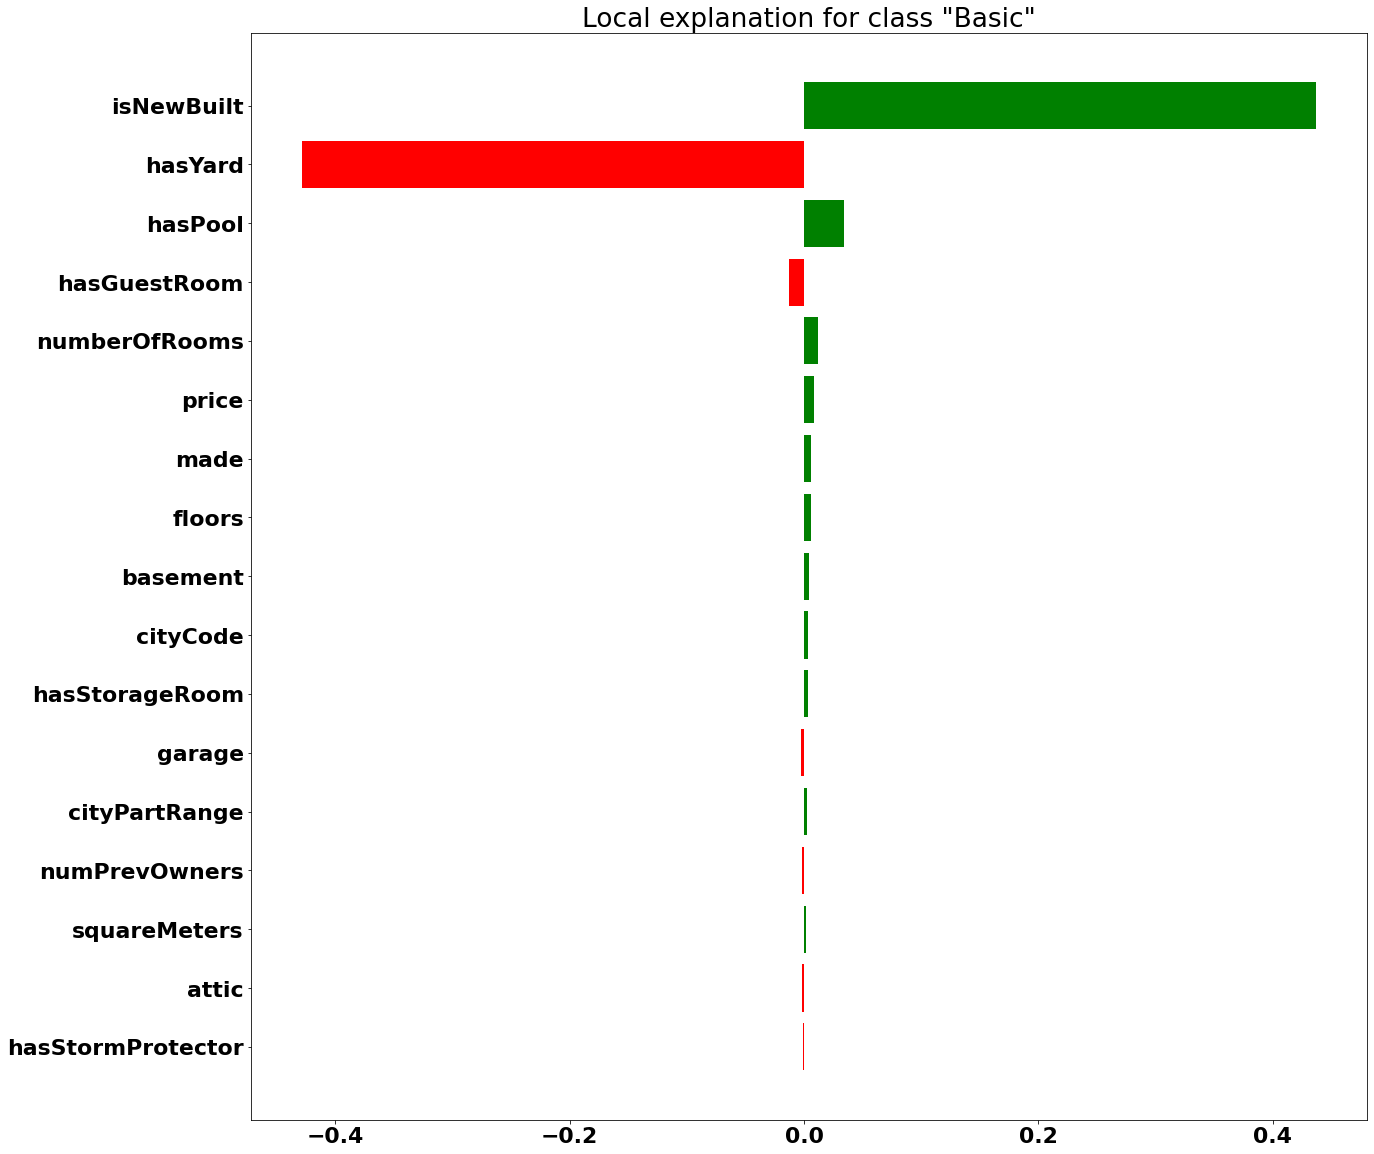 Local explanation for class "Basic"
isNewBuilt
hasYard
hasPool
hasGuestRoom
numberOfRooms
price
made
floors
basement
cityCode
hasStorageRoom
garage
cityPartRange
numPrevOwners
squareMeters
attic
hasStormProtector
−0.4 −0.2 0.0 0.2 0.4